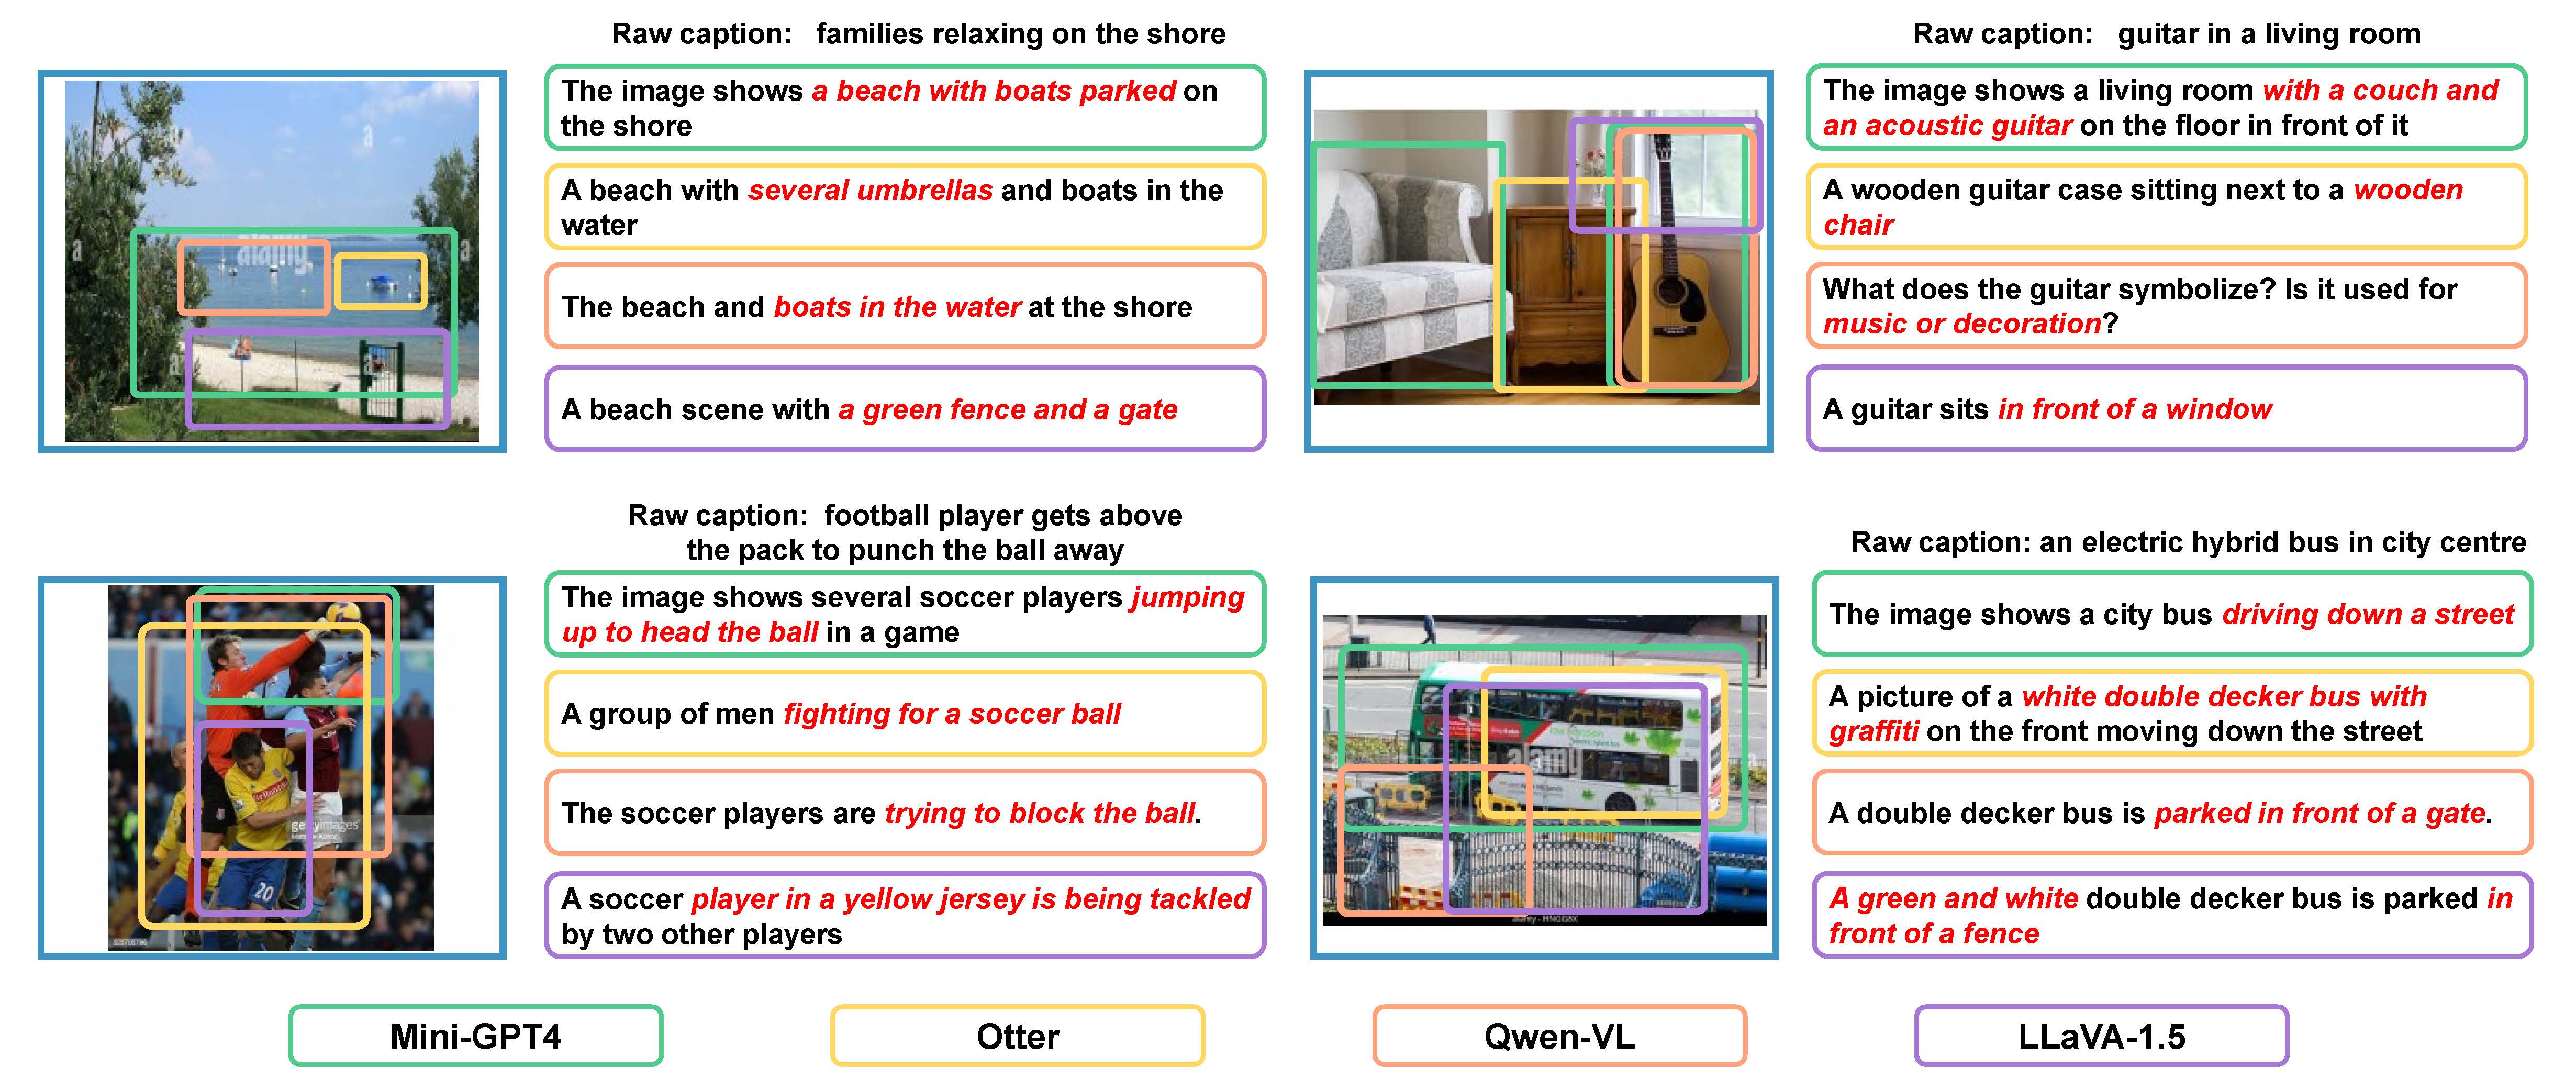 Raw caption: families relaxing on the shore
The image shows a beach with boats parked on
the shore
A beach with several umbrellas and boats in the
water
The beach and boats in the water at the shore
A beach scene with a green fence and a gate
alamy
a
a
a
a
a
Raw caption: guitar in a living room
The image shows a living room with a couch and
an acoustic guitar on the floor in front of it
A wooden guitar case sitting next to a wooden
chair
What does the guitar symbolize? Is it used for
music or decoration?
A guitar sits in front of a window
Raw caption: football player gets above
the pack to punch the ball away
The image shows several soccer players jumping
up to head the ball in a game
A group of men fighting for a soccer ball
The soccer players are trying to block the ball.
A soccer player in a yellow jersey is being tackled
by two other players
gettyimages
20
Raw caption: an electric hybrid bus in city centre
The image shows a city bus driving down a street
A picture of a white double decker bus with
graffiti on the front moving down the street
A double decker bus is parked in front of a gate.
A green and white double decker bus is parked in
front of a fence
electric hybrid bus
alamy
Mini-GPT4
Otter
Qwen-VL
LLaVA-1.5